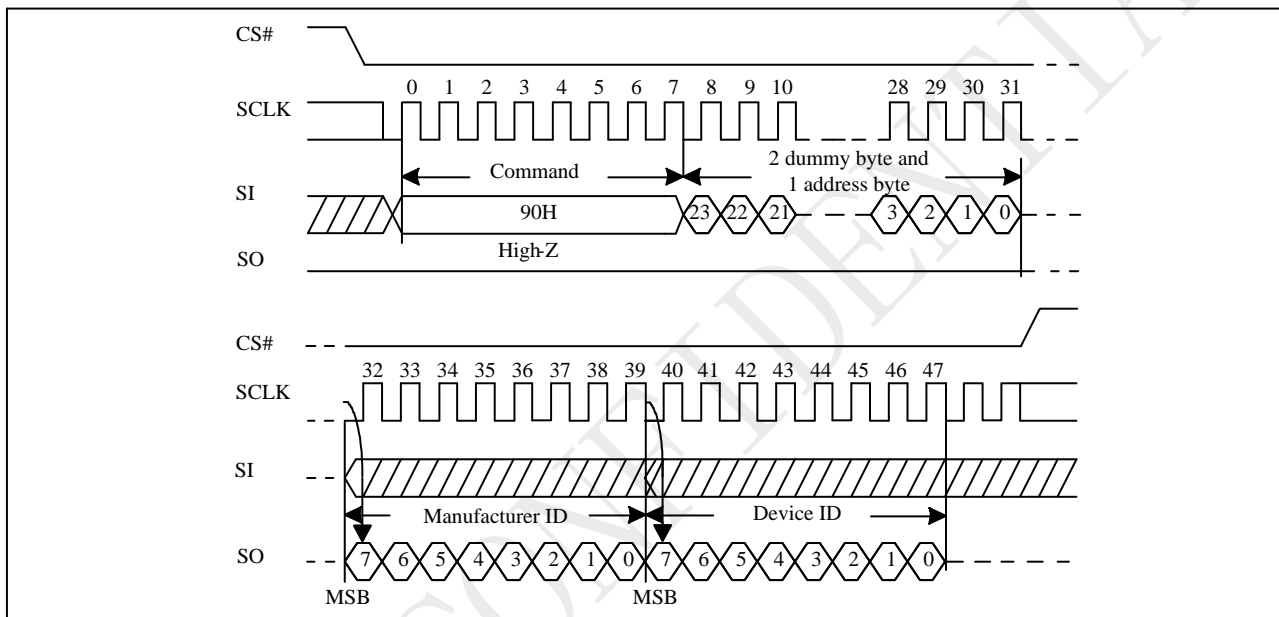 CS#
0 1 2 3 4 5 6 7 8 9 10 28 29 30 31
SCLK
Command
2 dummy byte and
1 address byte
SI
90H 23 22 21 3 2 1 0
High-Z
SO
CS#
32 33 34 35 36 37 38 39 40 41 42 43 44 45 46 47
SCLK
SI
Manufacturer ID Device ID
SO 7 6 5 4 3 2 1 0 7 6 5 4 3 2 1 0
MSB MSB
CONFIDENTIA